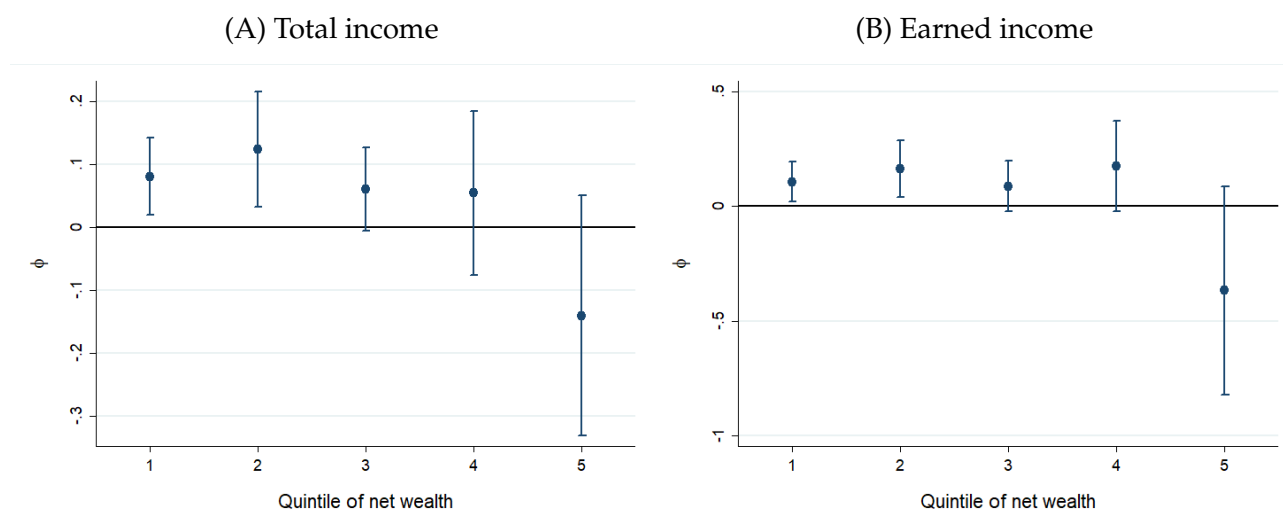 (A) Total income
.2
.1
0
-.1
-.2
-.3
ϕ
1 2 3 4 5
Quintile of net wealth
(B) Earned income
.5
0
-.5
-1
ϕ
1 2 3 4 5
Quintile of net wealth